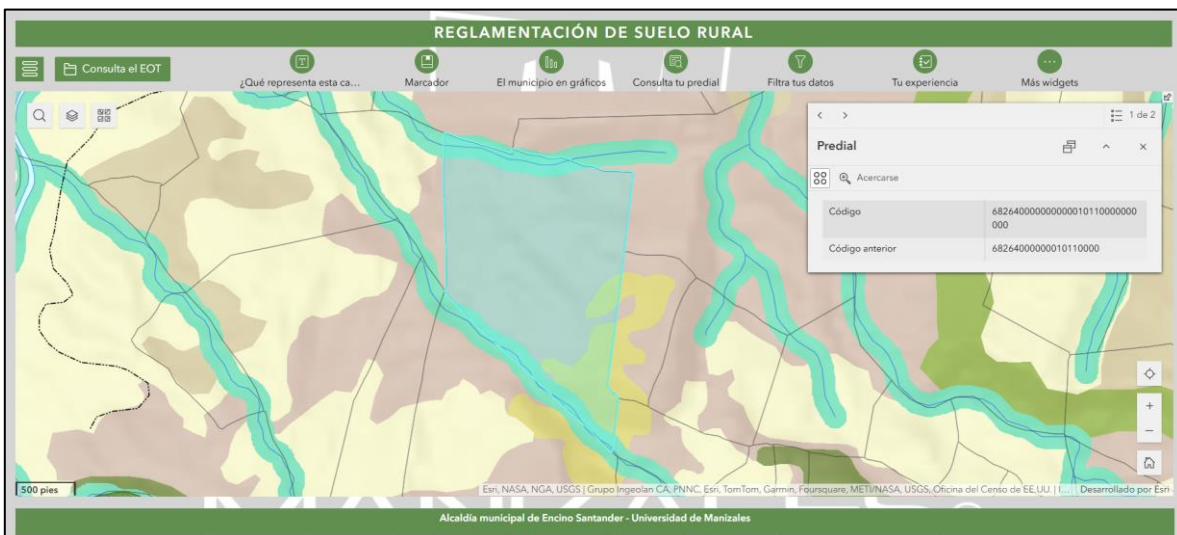 REGLAMENTACIÓN DE SUELO RURAL
Consulta el EOT
¿Qué representa esta ca...
Marcador
El municipio en gráficos
Consulta tu predial
Filtra tus datos
Tu experiencia
Más widgets
1 de 2
Predial
Acercarse
Código
Código anterior
68264000000010110000
500 pies
Esri, NASA, NGA, USGS | Grupo Ingeolan CA, PNNC, Esri, TomTom, Garmin, Foursquare, METI/NASA, USGS, Oficina del Censo de EE.UU. | I... Desarrollado por Esri
Alcaldía municipal de Encino Santander - Universidad de Manizales